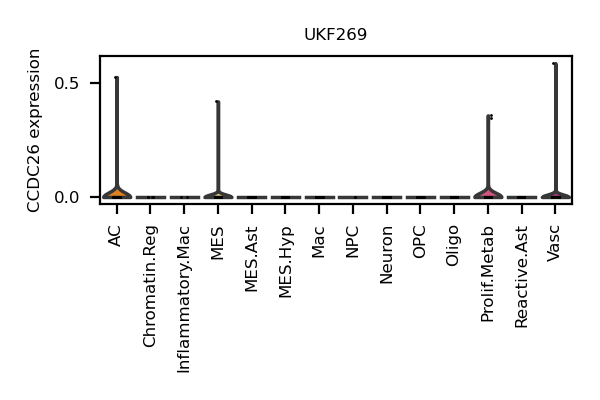 UKF269
CCDC26 expression
0.5
0.0
AC
Chromatin.Reg
Inflammatory.Mac
MES
MES.Ast
MES.Hyp
Mac
NPC
Neuron
OPC
Oligo
Prolif.Metab
Reactive.Ast
Vasc